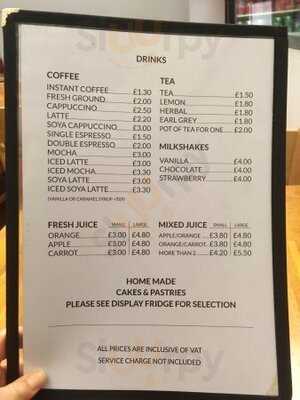 DRINKS
COFFEE
INSTANT COFFEE £1.30
FRESH GROUND £2.00
CAPPUCCINO £2.50
LATTE £2.20
SOYA CAPPUCCINO £3.00
SINGLE ESPRESSO £1.50
DOUBLE ESPRESSO £2.00
MOCHA £3.00
ICED LATTE £3.00
ICED MOCHA £3.30
SOYA LATTE £3.00
ICED SOYA LATTE £3.30
(VANILLA OR CARAMEL SYRUP +50P)
TEA
TEA £1.50
LEMON £1.80
HERBAL £1.80
EARL GREY £1.80
POT OF TEA FOR ONE £2.00
MILKSHAKES
VANILLA £4.00
CHOCOLATE £4.00
STRAWBERRY £4.00
FRESH JUICE SMALL LARGE
ORANGE £3.00 £4.80
APPLE £3.00 £4.80
CARROT £3.00 £4.80
MIXED JUICE SMALL LARGE
APPLE/ORANGE £3.80 £4.80
ORANGE/CARROT £3.80 £4.80
MORE THAN 2 £4.20 £5.50
HOME MADE
CAKES & PASTRIES
PLEASE SEE DISPLAY FRIDGE FOR SELECTION
ALL PRICES ARE INCLUSIVE OF VAT
SERVICE CHARGE NOT INCLUDED